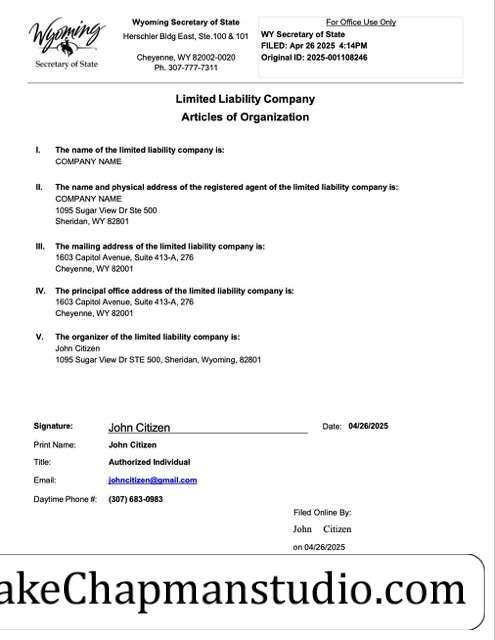 Wyoming
Secretary of State
Wyoming Secretary of State
Herschler Bldg East, Ste.100 & 101
Cheyenne, WY 82002-0020
Ph. 307-777-7311
For Office Use Only
WY Secretary of State
FILED: Apr 26 2025 4:14PM
Original ID: 2025-001108246
Limited Liability Company
Articles of Organization
I. The name of the limited liability company is:
COMPANY NAME
II. The name and physical address of the registered agent of the limited liability company is:
COMPANY NAME
1095 Sugar View Dr Ste 500
Sheridan, WY 82801
III. The mailing address of the limited liability company is:
1603 Capitol Avenue, Suite 413-A, 276
Cheyenne, WY 82001
IV. The principal office address of the limited liability company is:
1603 Capitol Avenue, Suite 413-A, 276
Cheyenne, WY 82001
V. The organizer of the limited liability company is:
John Citizen
1095 Sugar View Dr STE 500, Sheridan, Wyoming, 82801
Signature: John Citizen Date: 04/26/2025
Print Name: John Citizen
Title: Authorized Individual
Email: johncitizen@gmail.com
Daytime Phone #: (307) 683-0983
Filed Online By:
John Citizen
on 04/26/2025
akeChapmanstudio.com